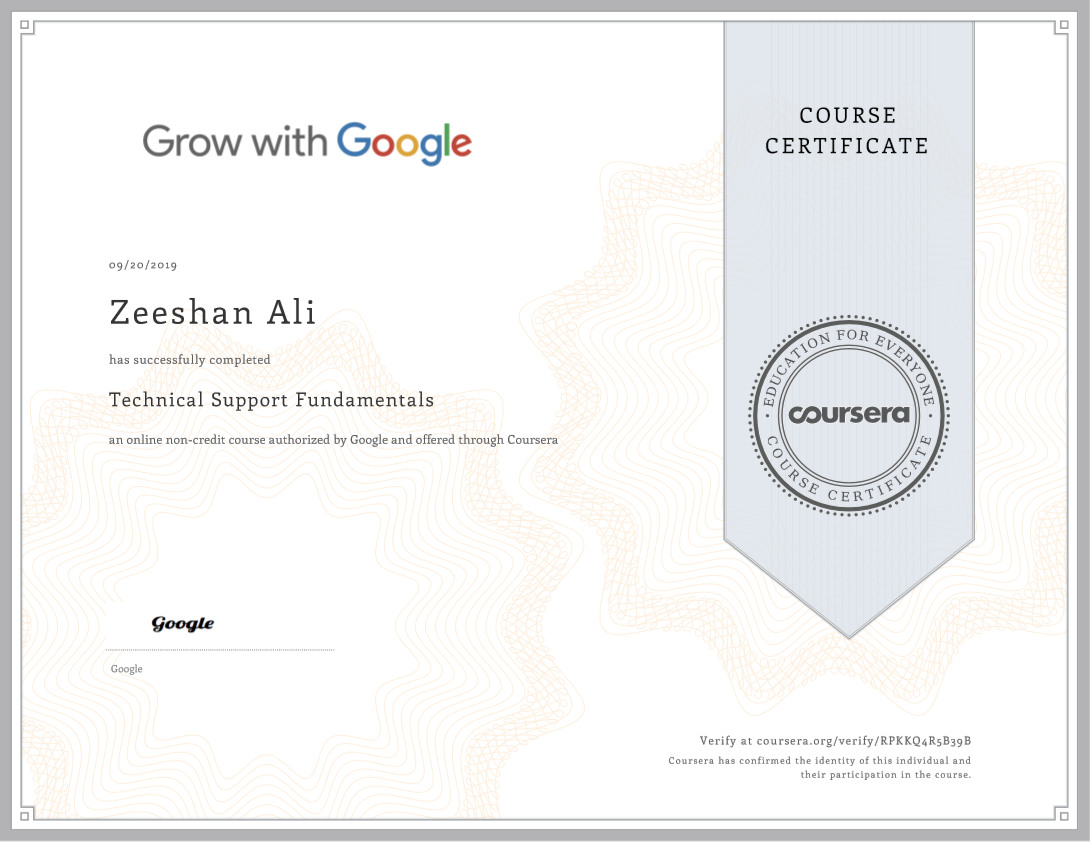 Grow with Google
COURSE
CERTIFICATE
09/20/2019
Zeeshan Ali
has successfully completed
Technical Support Fundamentals
an online non-credit course authorized by Google and offered through Coursera
EDUCATION FOR EVERYONE
coursera
COURSE CERTIFICATE
Google
Google
Verify at coursera.org/verify/RPKKQ4R5B39B
Coursera has confirmed the identity of this individual and
their participation in the course.